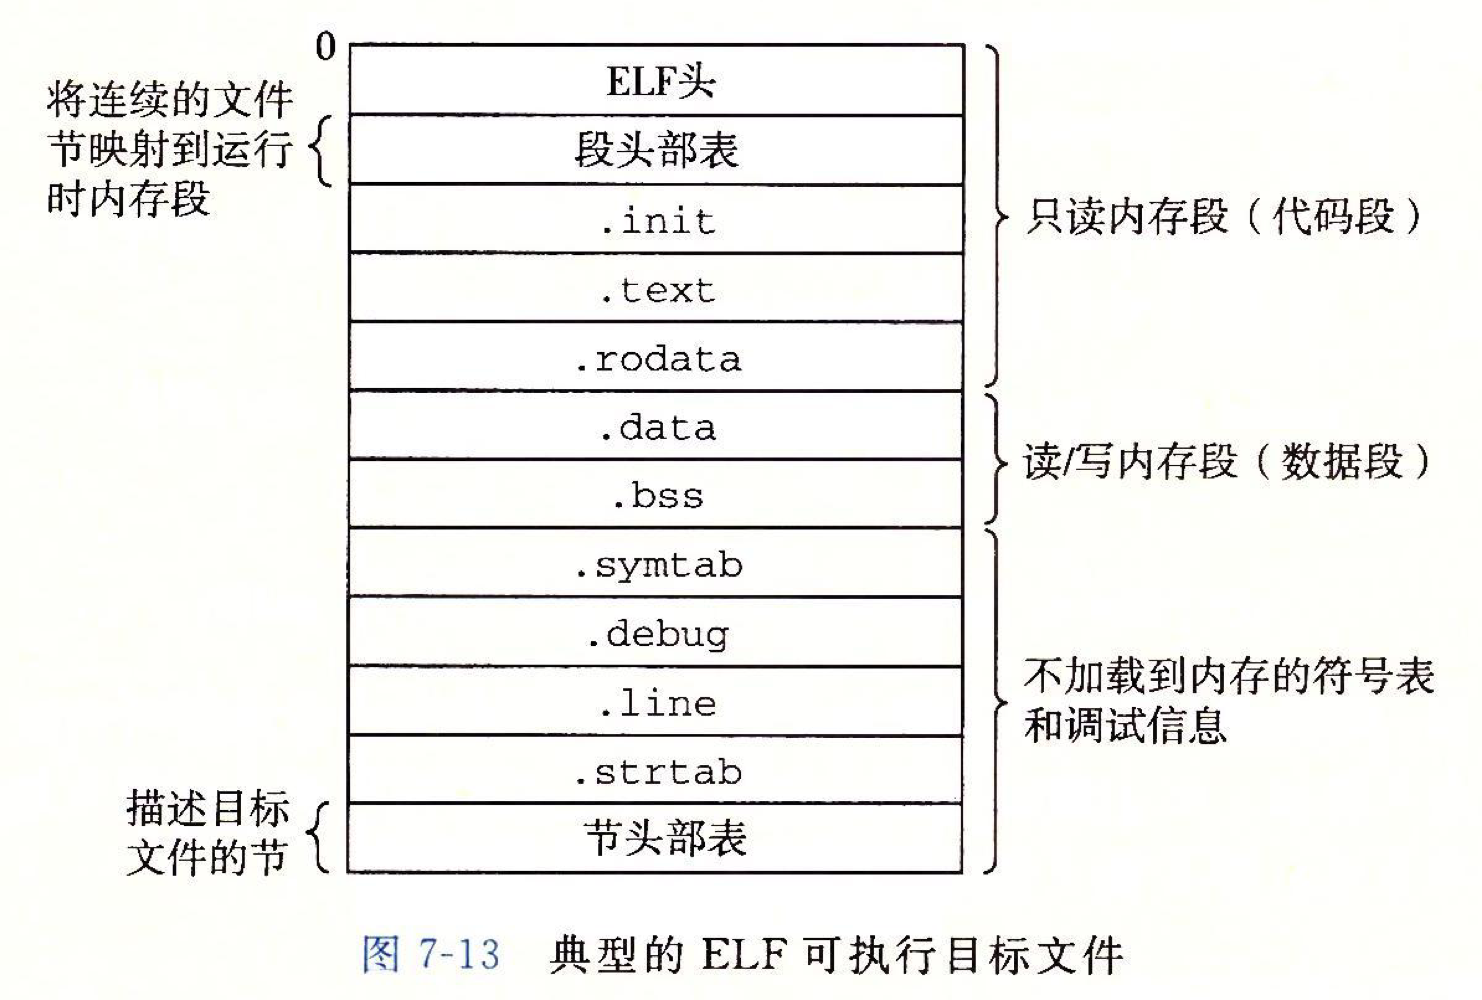 0
ELF头
将连续的文件
节映射到运行
时内存段
段头部表
.init
只读内存段（代码段）
.text
.rodata
.data
读/写内存段（数据段）
.bss
.symtab
.debug
不加载到内存的符号表
和调试信息
.line
.strtab
描述目标
文件的节
节头部表
图 7-13 典型的 ELF 可执行目标文件